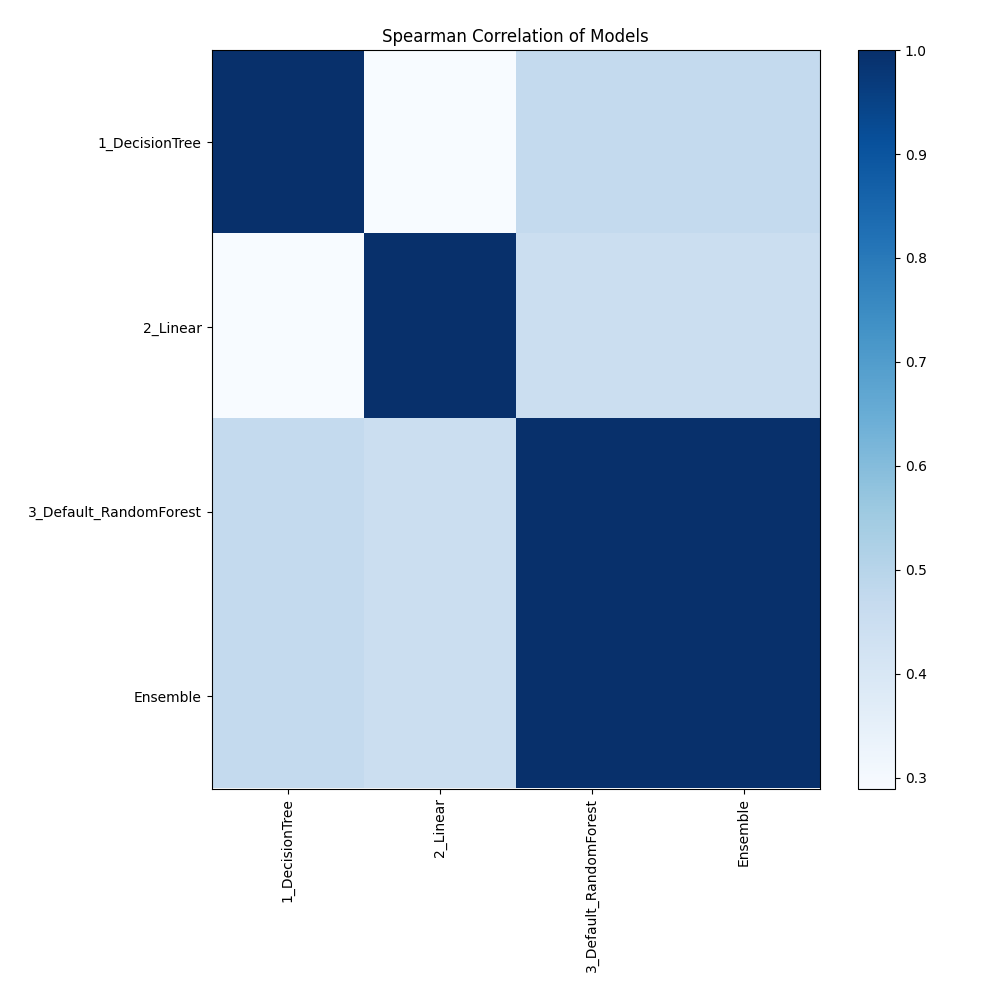 Spearman Correlation of Models
1_DecisionTree
2_Linear
3_Default_RandomForest
Ensemble
1_DecisionTree
2_Linear
3_Default_RandomForest
Ensemble
1.0
0.9
0.8
0.7
0.6
0.5
0.4
0.3